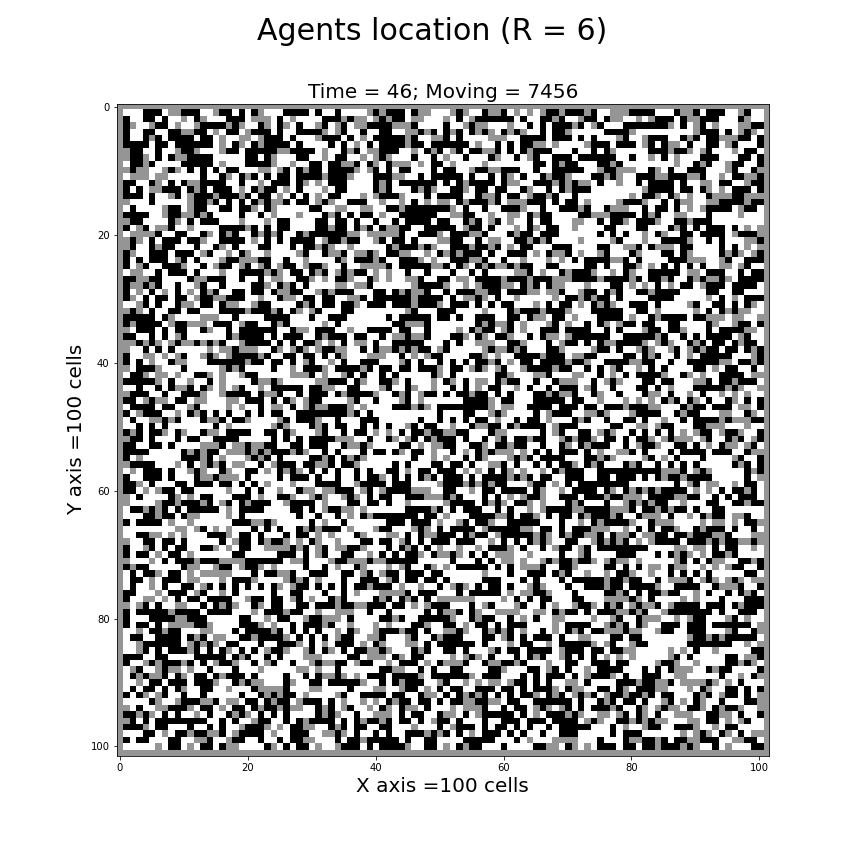 Agents location (R = 6)
Time = 46; Moving = 7456
0
20
40
60
80
100
Y axis =100 cells
0 20 40 60 80 100
X axis =100 cells